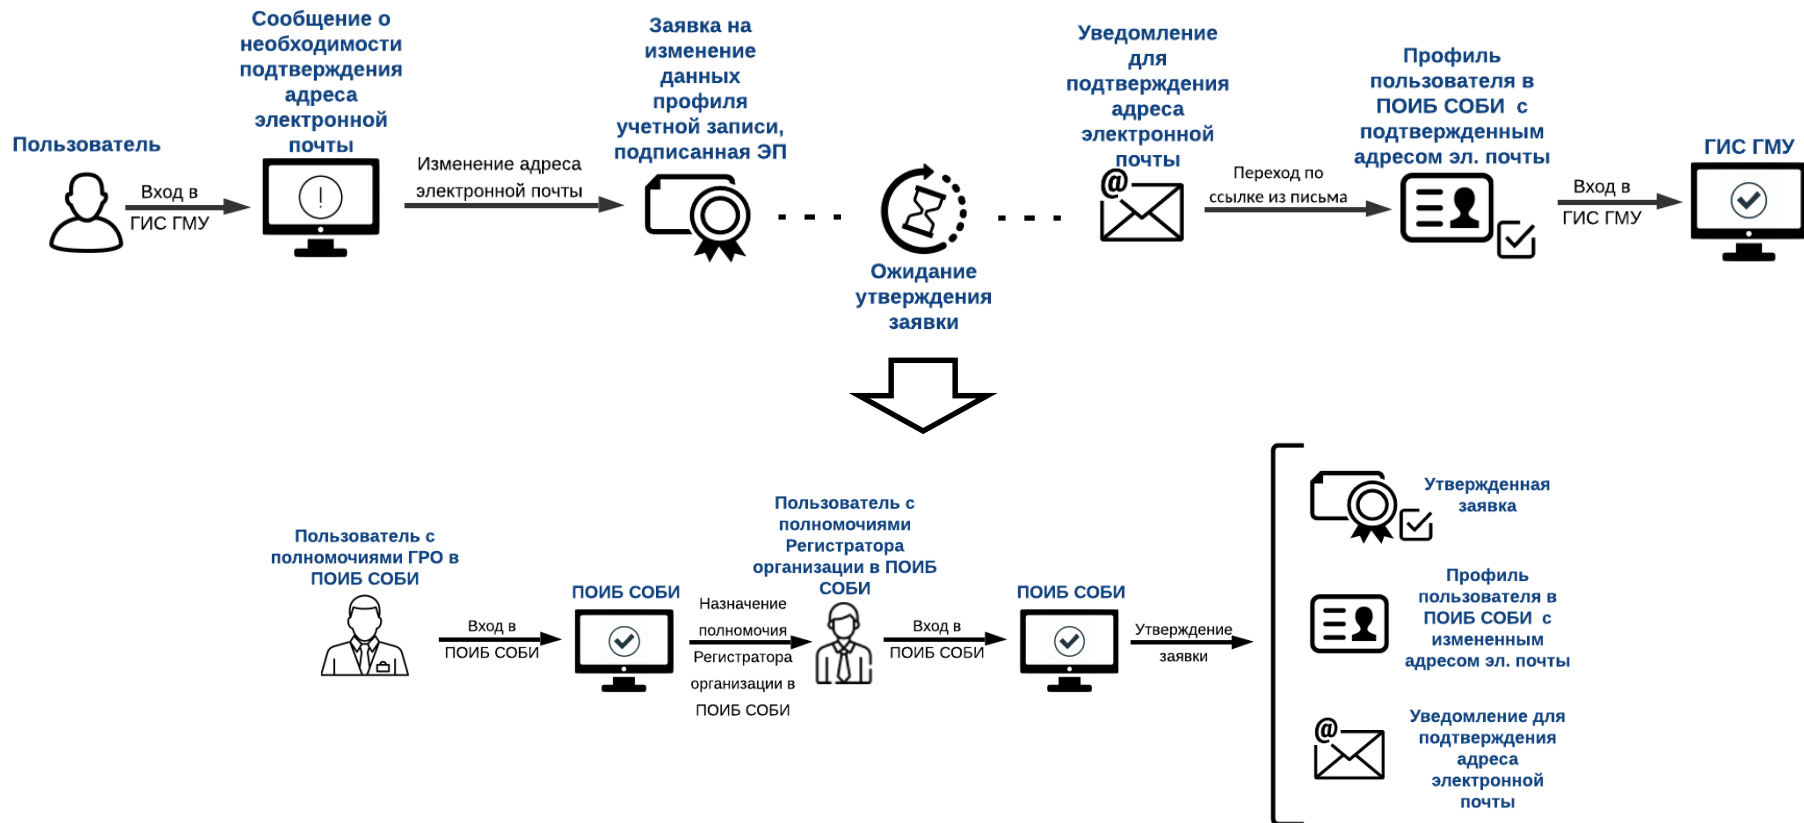 Пользователь
Вход в
ГИС ГМУ
Сообщение о
необходимости
подтверждения
адреса
электронной
почты
!
Изменение адреса
электронной почты
Заявка на
изменение
данных
профиля
учетной записи,
подписанная ЭП
Ожидание
утверждения
заявки
Уведомление
для
подтверждения
адреса
электронной
почты
@
Переход по
ссылке из письма
Профиль
пользователя в
ПОИБ СОБИ с
подтвержденным
адресом эл. почты
Вход в
ГИС ГМУ
ГИС ГМУ
Пользователь с
полномочиями ГРО в
ПОИБ СОБИ
Вход в
ПОИБ СОБИ
ПОИБ СОБИ
Назначение
полномочия
Регистратора
организации в
ПОИБ СОБИ
Пользователь с
полномочиями
Регистратора
организации в ПОИБ
СОБИ
Вход в
ПОИБ СОБИ
ПОИБ СОБИ
Утверждение
заявки
Утвержденная
заявка
Профиль
пользователя в
ПОИБ СОБИ с
измененным
адресом эл. почты
@
Уведомление для
подтверждения
адреса
электронной
почты